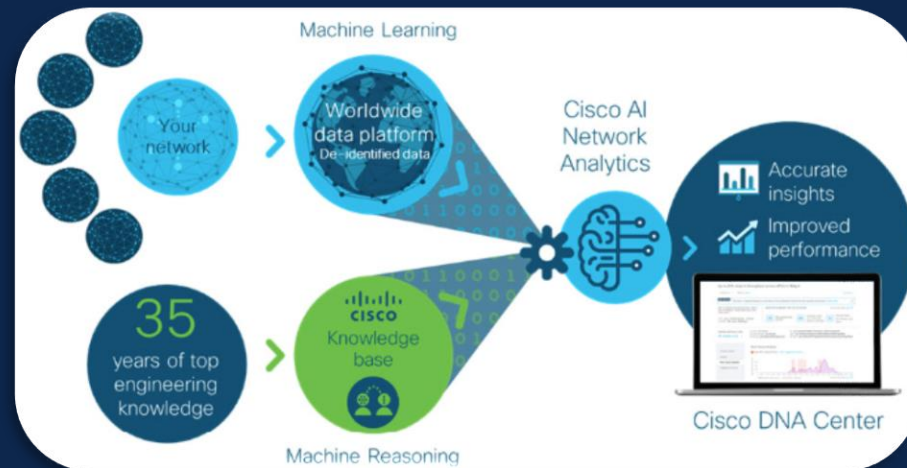 Machine Learning
Your
network
Worldwide
data platform
De-identified data
Cisco AI
Network
Analytics
Accurate
insights
Improved
performance
35
years of top
engineering
knowledge
CISCO
Knowledge
base
Machine Reasoning
Cisco DNA Center